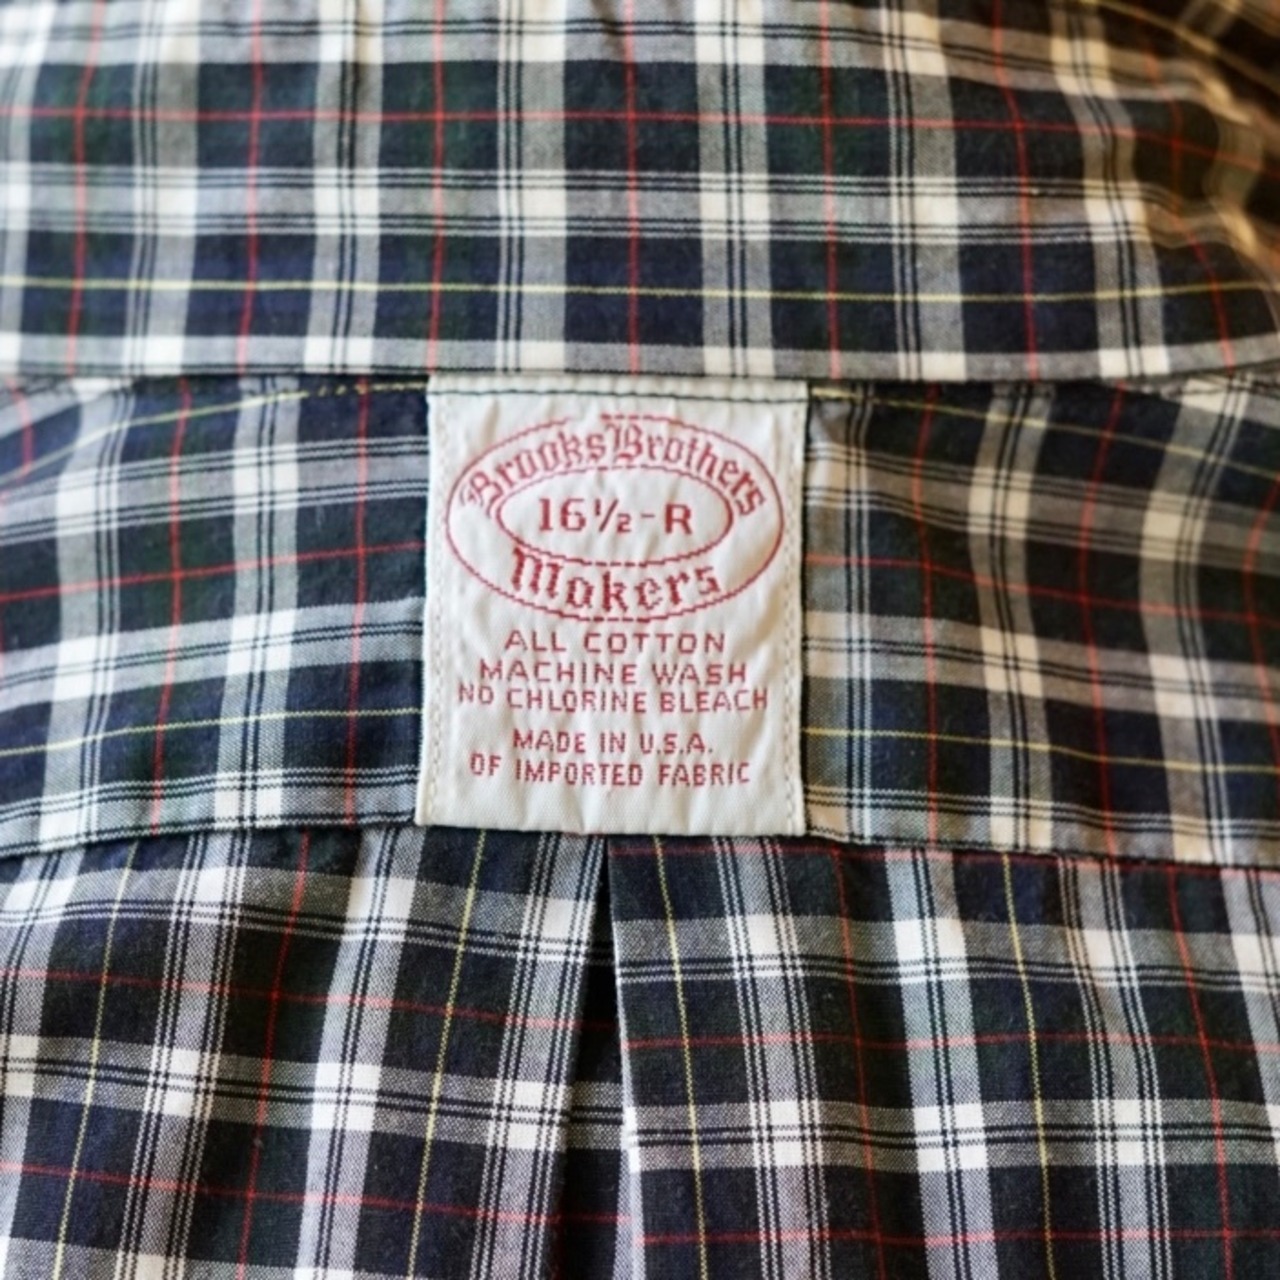 Brooks Brothers
16½-R
Makers
ALL COTTON
MACHINE WASH
NO CHLORINE BLEACH
MADE IN U.S.A.
OF IMPORTED FABRIC